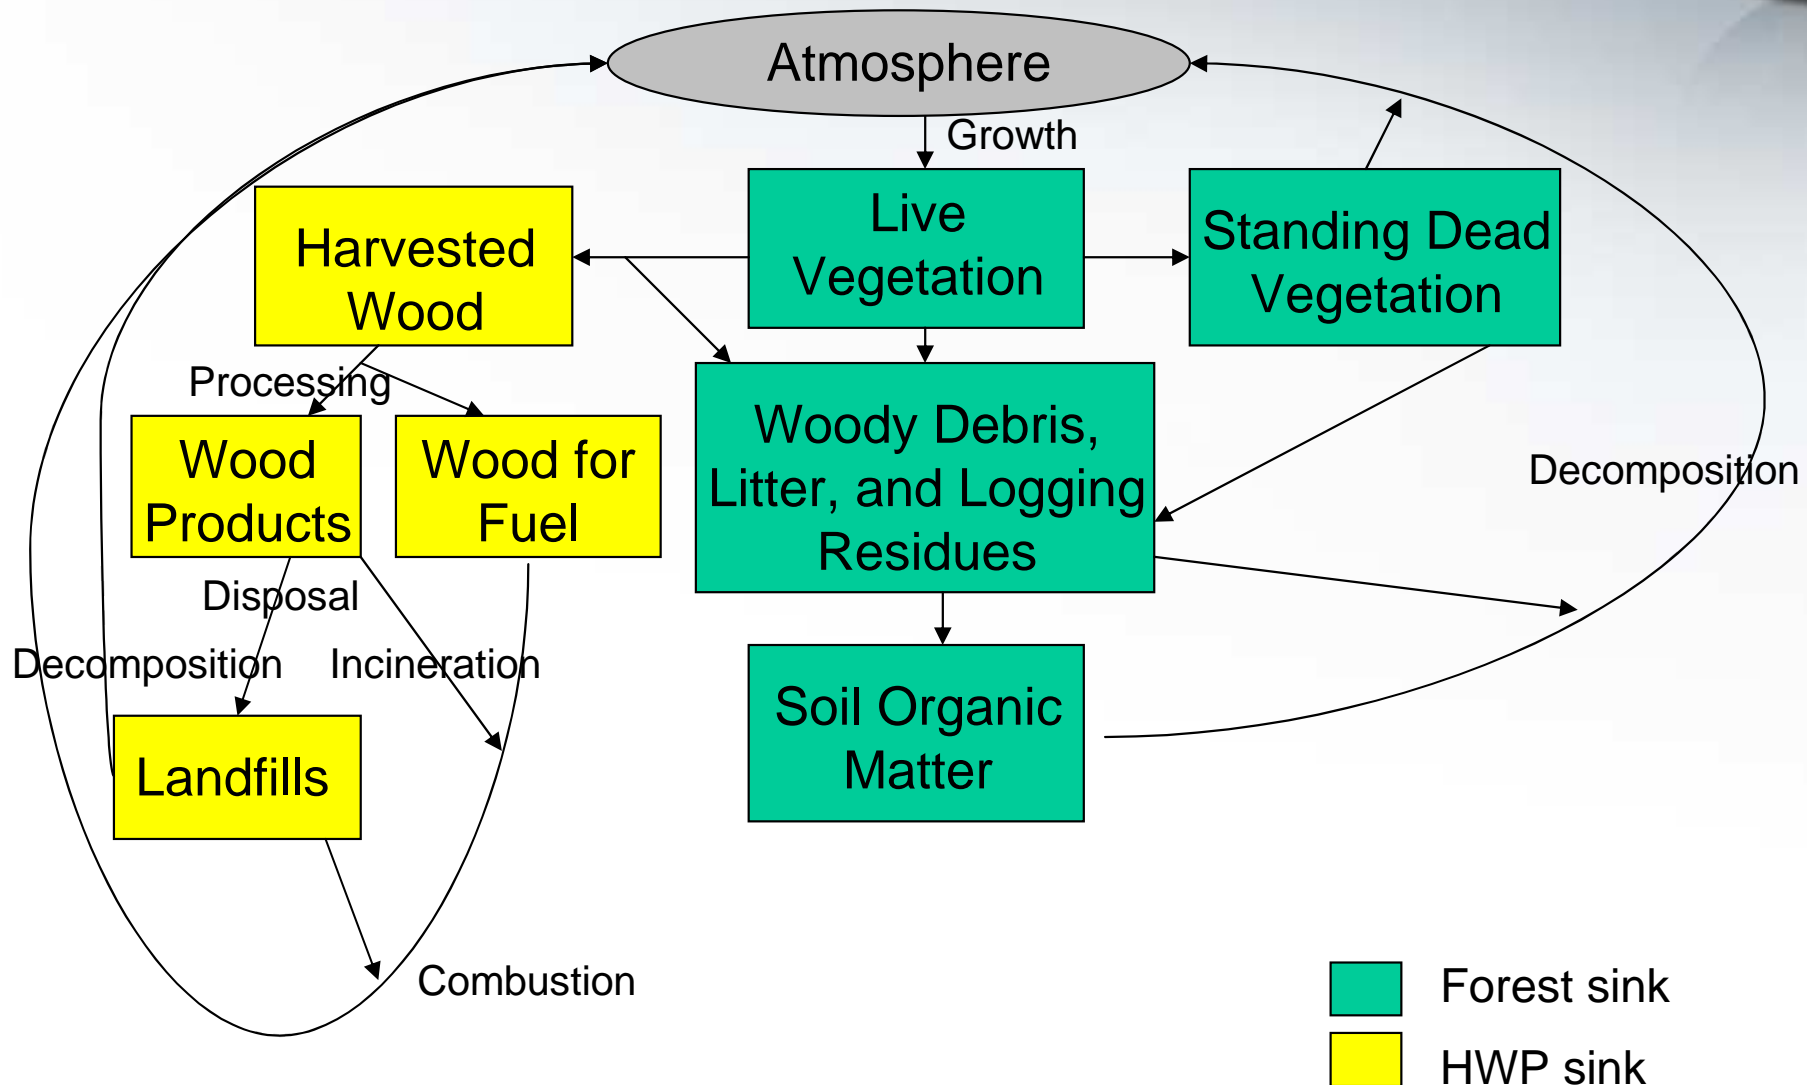 Atmosphere
Growth
Live
Vegetation
Standing Dead
Vegetation
Harvested
Wood
Processing
Wood
Products
Wood for
Fuel
Woody Debris,
Litter, and Logging
Residues
Decomposition
Disposal
Decomposition
Incineration
Soil Organic
Matter
Landfills
Combustion
Forest sink
HWP sink